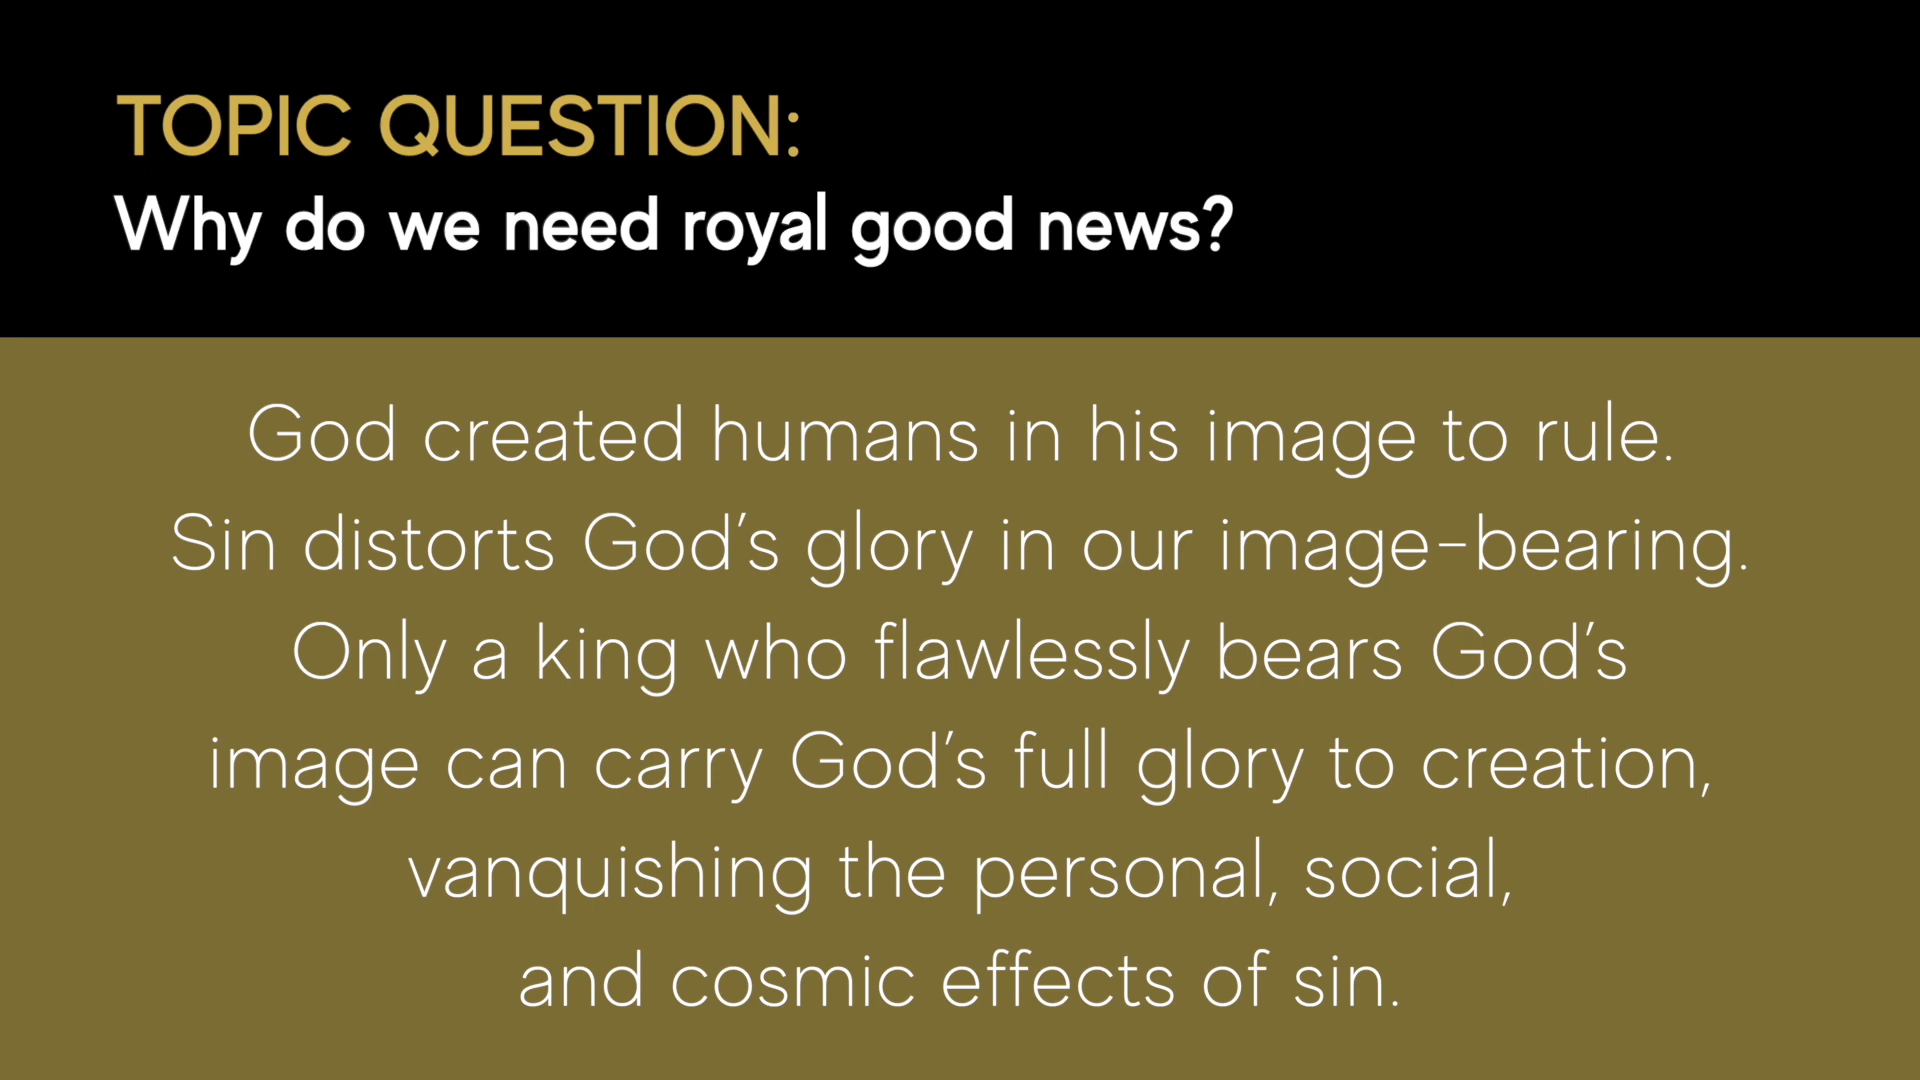 TOPIC QUESTION:
Why do we need royal good news?
God created humans in his image to rule.
Sin distorts God’s glory in our image-bearing.
Only a king who flawlessly bears God’s
image can carry God’s full glory to creation,
vanquishing the personal, social,
and cosmic effects of sin.